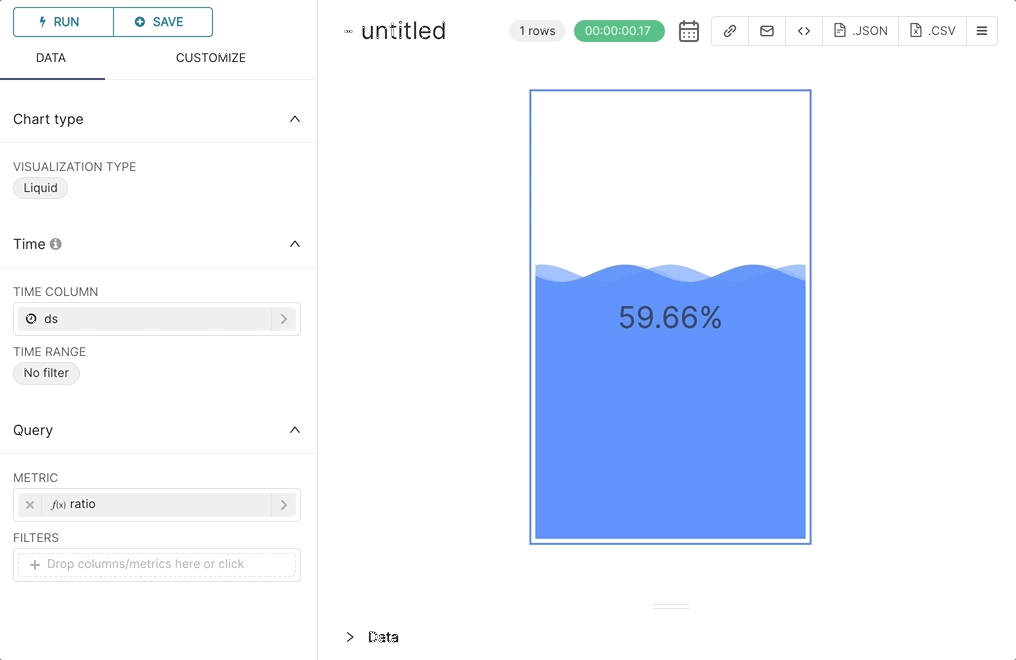 RUN SAVE
DATA CUSTOMIZE
Chart type
VISUALIZATION TYPE
Liquid
Time
TIME COLUMN
ds
TIME RANGE
No filter
Query
METRIC
f(x) ratio
FILTERS
+ Drop columns/metrics here or click
untitled
1 rows 00:00:00.17 .JSON .CSV
59.66%
Data